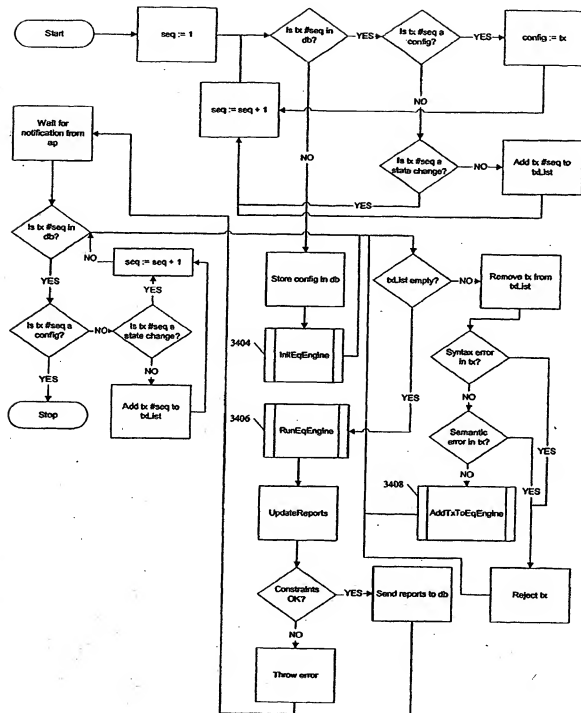 Start
seq := 1
Is tx #seq in
db?
YES
Is tx #seq a
config?
YES
config := tx
seq := seq + 1
NO
NO
Is tx #seq a
state change?
NO
Add tx #seq to
txList
YES
Wait for
notification from
ap
Is tx #seq in
db?
NO
seq := seq + 1
YES
YES
Is tx #seq a
config?
NO
Is tx #seq a
state change?
YES
NO
Stop
Add tx #seq to
txList
Store config in db
3404
InitEqEngine
txList empty?
NO
Remove tx from
txList
Syntax error
in tx?
NO
YES
YES
3406
RunEqEngine
Semantic
error in tx?
NO
YES
3408
AddTxToEqEngine
UpdateReports
Constraints
OK?
YES
Send reports to db
Reject tx
NO
Throw error